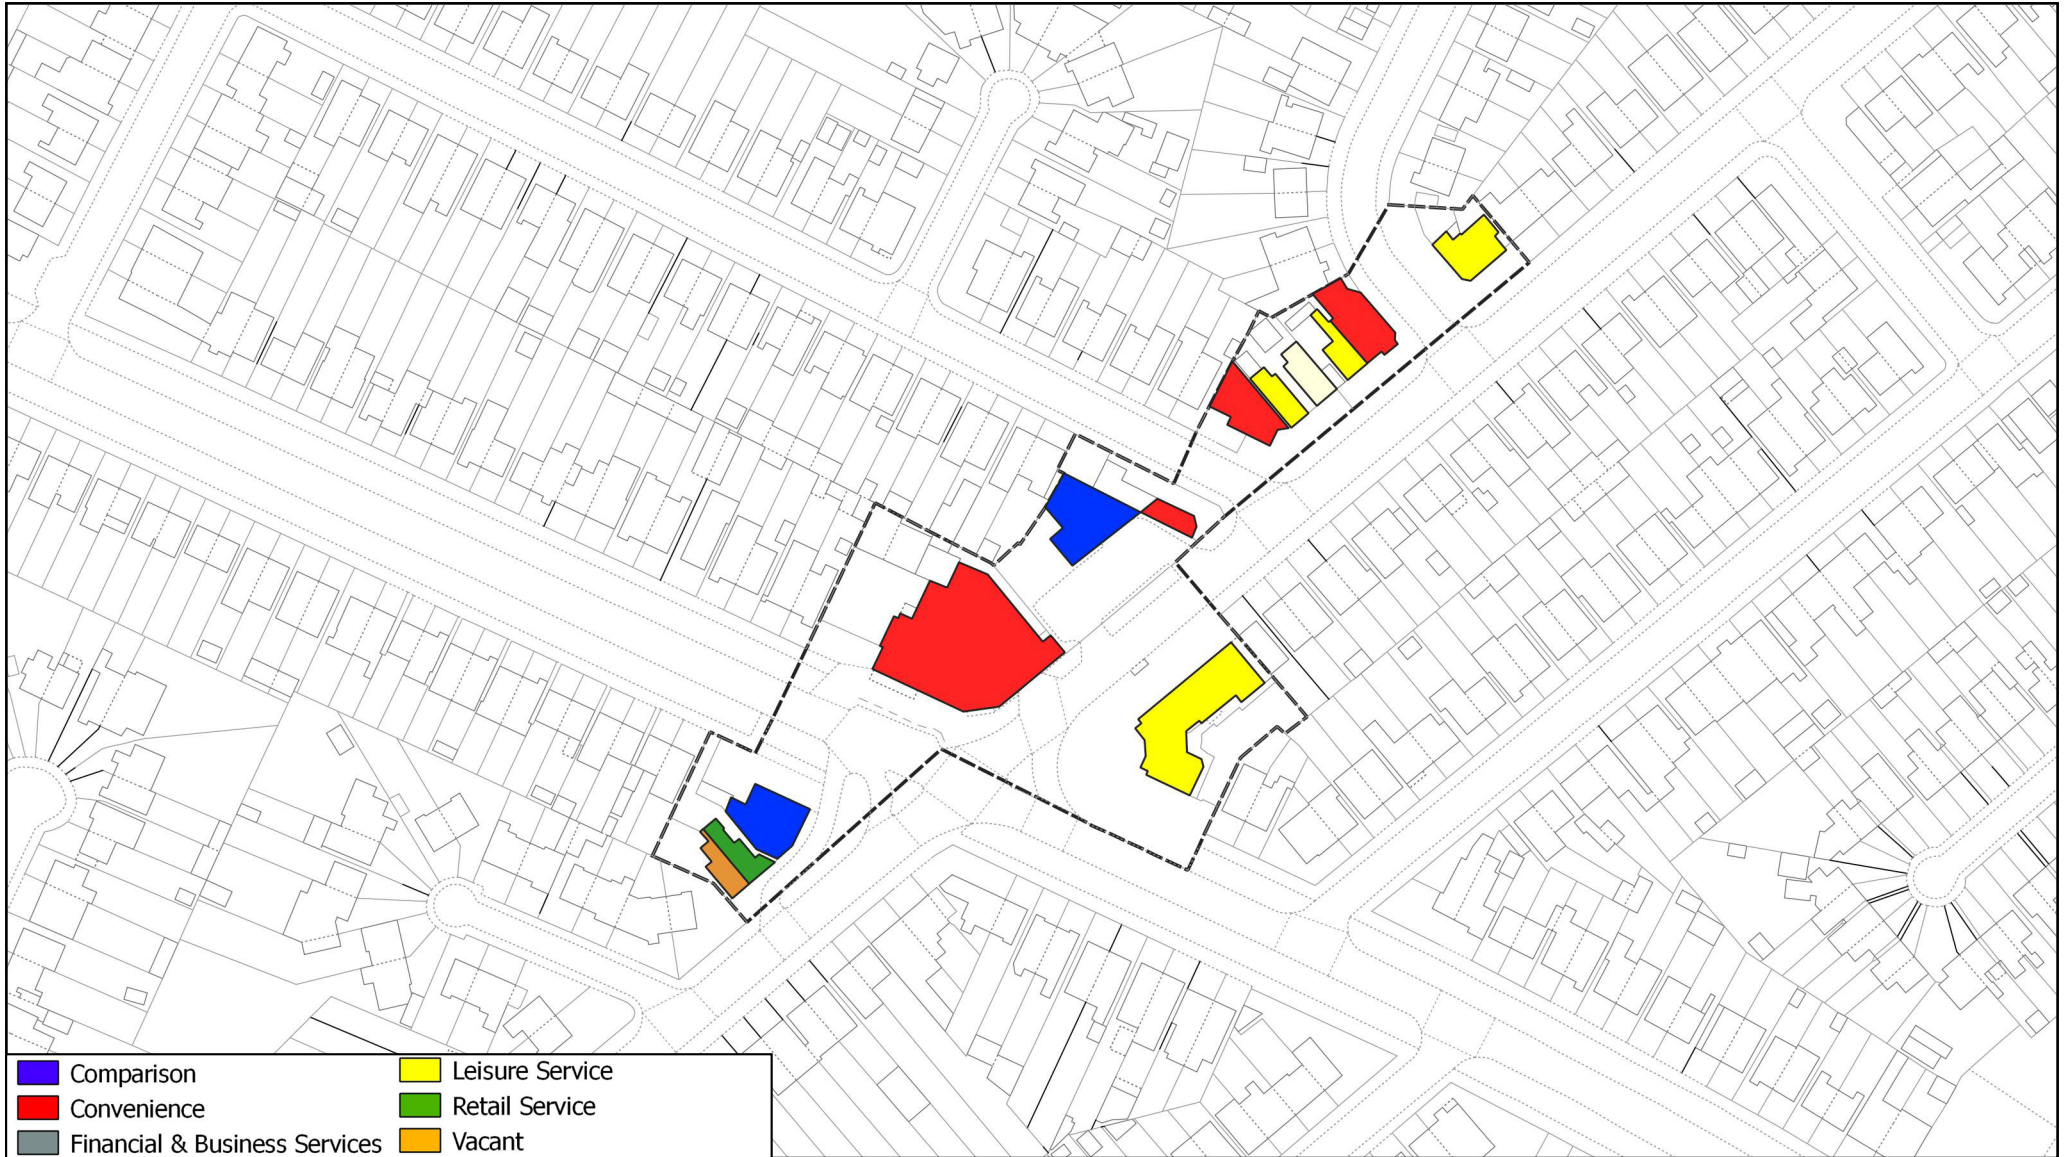 Comparison
Convenience
Financial & Business Services
Leisure Service
Retail Service
Vacant